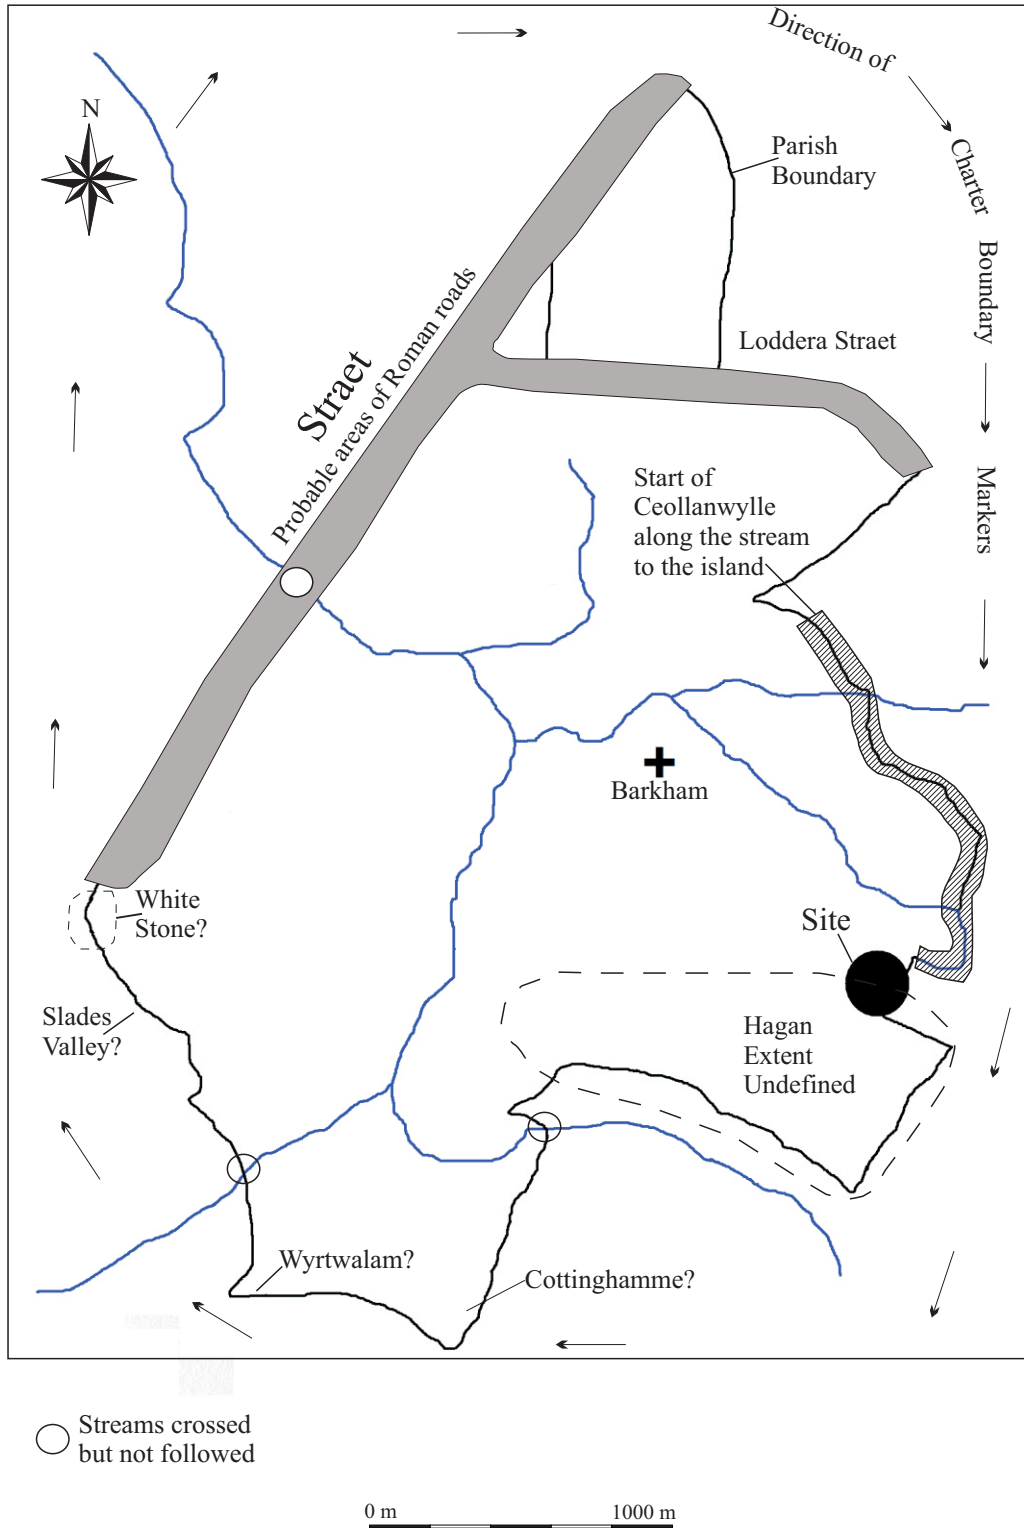 Direction of
Charter
Boundary
Markers
N
Parish
Boundary
Loddera Straet
Straet
Probable areas of Roman roads
Start of
Ceollanwylle
along the stream
to the island
Barkham
White
Stone?
Site
Slades
Valley?
Hagan
Extent
Undefined
Wyrtwalam?
Cottinghamme?
Streams crossed
but not followed
0 m
1000 m